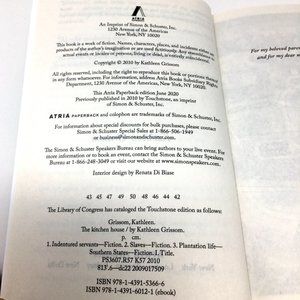 ATRIA
An Imprint of Simon & Schuster, Inc.
1230 Avenue of the Americas
New York, NY 10020
This book is a work of fiction. Names, characters, places, and incidents either are
products of the author's imagination or are used fictitiously. Any resemblance to
actual events or locales or persons, living or dead, is entirely coincidental.
Copyright © 2010 by Kathleen Grissom
All rights reserved, including the right to reproduce this book or portions thereof
in any form whatsoever. For information, address Atria Books Subsidiary Rights
Department, 1230 Avenue of the Americas, New York, NY 10020.
This Atria Paperback edition June 2020
Previously published in 2010 by Touchstone, an imprint
of Simon & Schuster, Inc.
ATRIA PAPERBACK and colophon are trademarks of Simon & Schuster, Inc.
For information about special discounts for bulk purchases, please contact
Simon & Schuster Special Sales at 1-866-506-1949
or business@simonandschuster.com.
The Simon & Schuster Speakers Bureau can bring authors to your live event. For
more information or to book an event, contact the Simon & Schuster Speakers
Bureau at 1-866-248-3049 or visit our website at www.simonspeakers.com.
Interior design by Renata Di Biase
43 45 47 49 50 48 46 44 42
The Library of Congress has cataloged the Touchstone edition as follows:
Grissom, Kathleen.
The kitchen house / by Kathleen Grissom.
p. cm.
1. Indentured servants—Fiction. 2. Slaves—Fiction. 3. Plantation life—
Southern States—Fiction. I. Title.
PS3607.R57 K57 2010
813'.6—dc22 2009017509
ISBN 978-1-4391-5366-6
ISBN 978-1-4391-6012-1 (ebook)
For my beloved paren
and for my dear